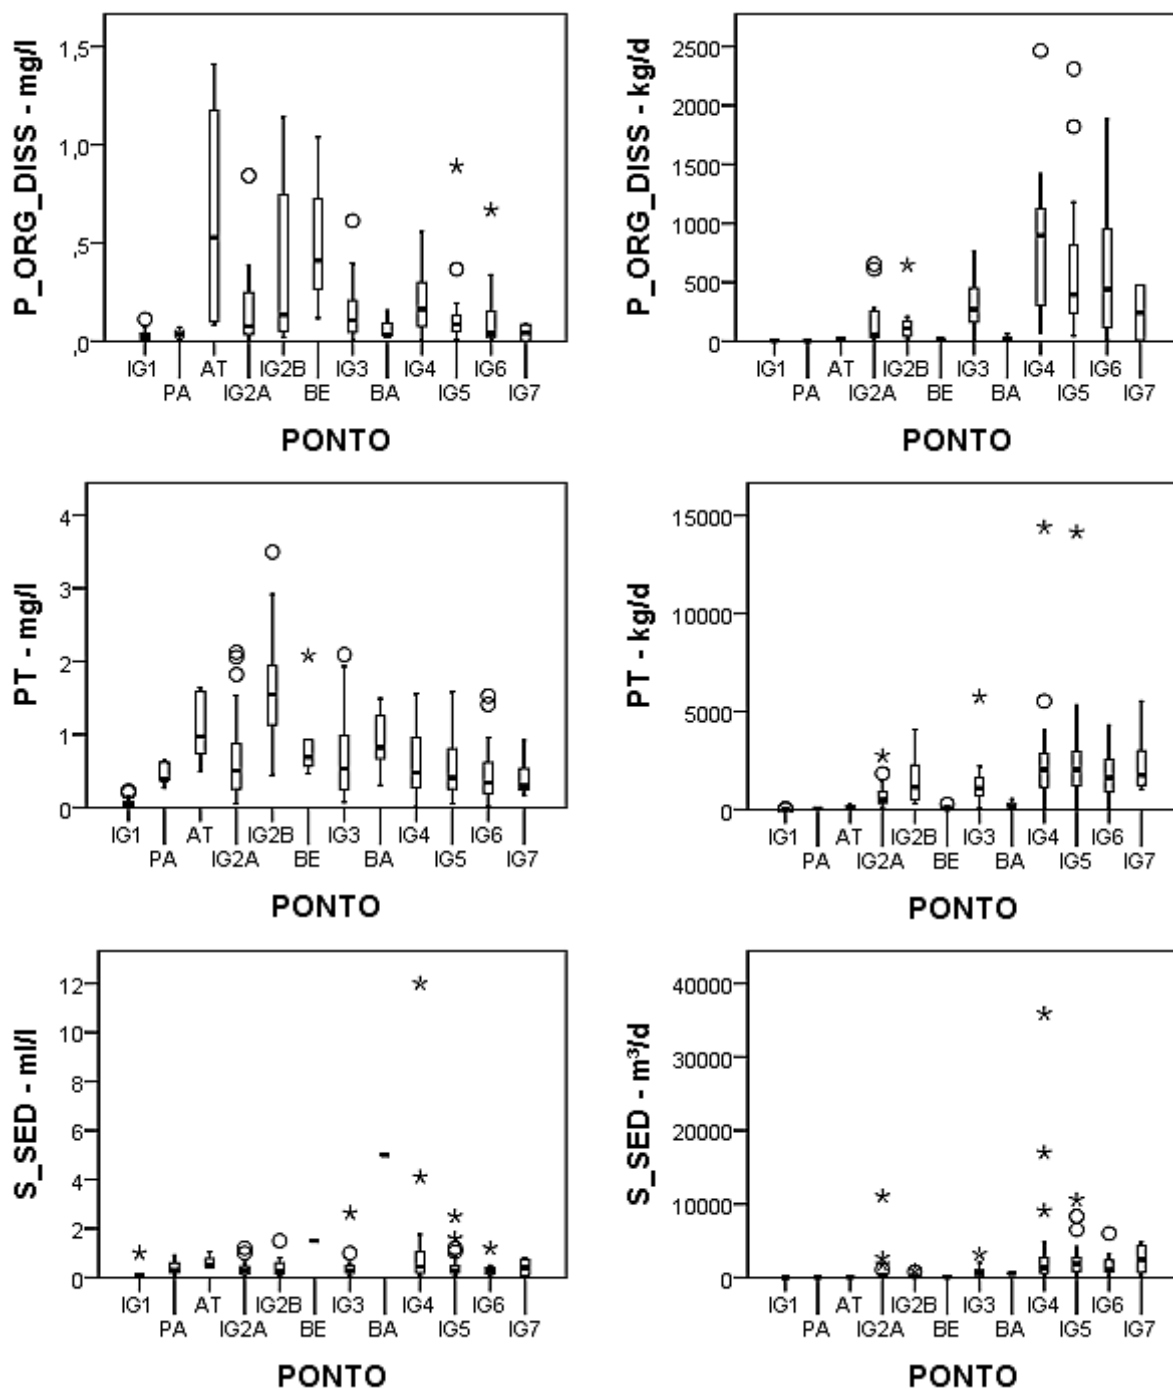 P_ORG_DISS - mg/l
1,5
1,0
,5
,0
IG1 AT IG2B IG3 IG4 IG6
PA IG2A BE BA IG5 IG7
PONTO
P_ORG_DISS - kg/d
2500
2000
1500
1000
500
0
IG1 AT IG2B IG3 IG4 IG6
PA IG2A BE BA IG5 IG7
PONTO
PT - mg/l
4
3
2
1
0
IG1 AT IG2B IG3 IG4 IG6
PA IG2A BE BA IG5 IG7
PONTO
PT - kg/d
15000
10000
5000
0
IG1 AT IG2B IG3 IG4 IG6
PA IG2A BE BA IG5 IG7
PONTO
S_SED - ml/l
12
10
8
6
4
2
0
IG1 AT IG2B IG3 IG4 IG6
PA IG2A BE BA IG5 IG7
PONTO
S_SED - m³/d
40000
30000
20000
10000
0
IG1 AT IG2B IG3 IG4 IG6
PA IG2A BE BA IG5 IG7
PONTO